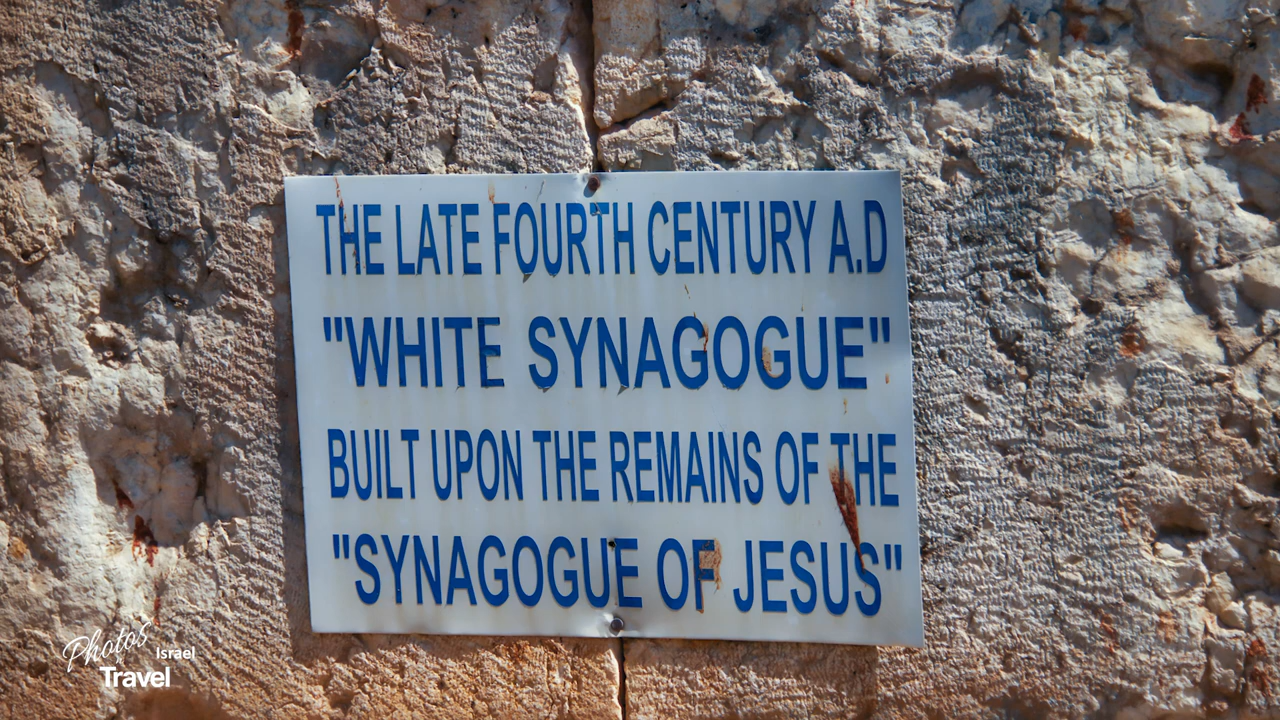 THE LATE FOURTH CENTURY A.D
"WHITE SYNAGOGUE"
BUILT UPON THE REMAINS OF THE
"SYNAGOGUE OF JESUS"
Photos
Israel
Travel